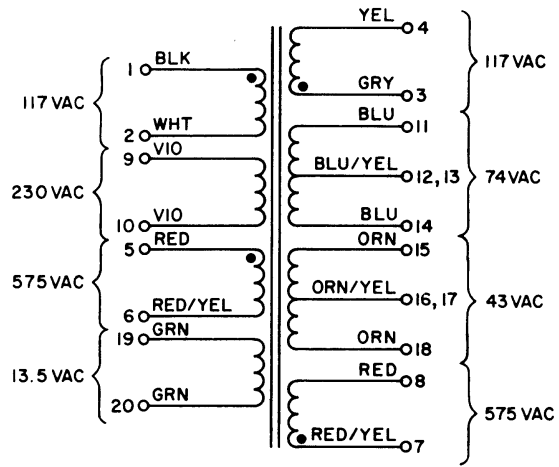 YEL 4
1 BLK
117 VAC
117 VAC
GRY 3
2 WHT
BLU 11
9 VIO
BLU/YEL 12, 13
74 VAC
230 VAC
10 VIO
BLU 14
5 RED
ORN 15
575 VAC
ORN/YEL 16, 17
43 VAC
6 RED/YEL
19 GRN
ORN 18
13.5 VAC
RED 8
20 GRN
575 VAC
RED/YEL 7